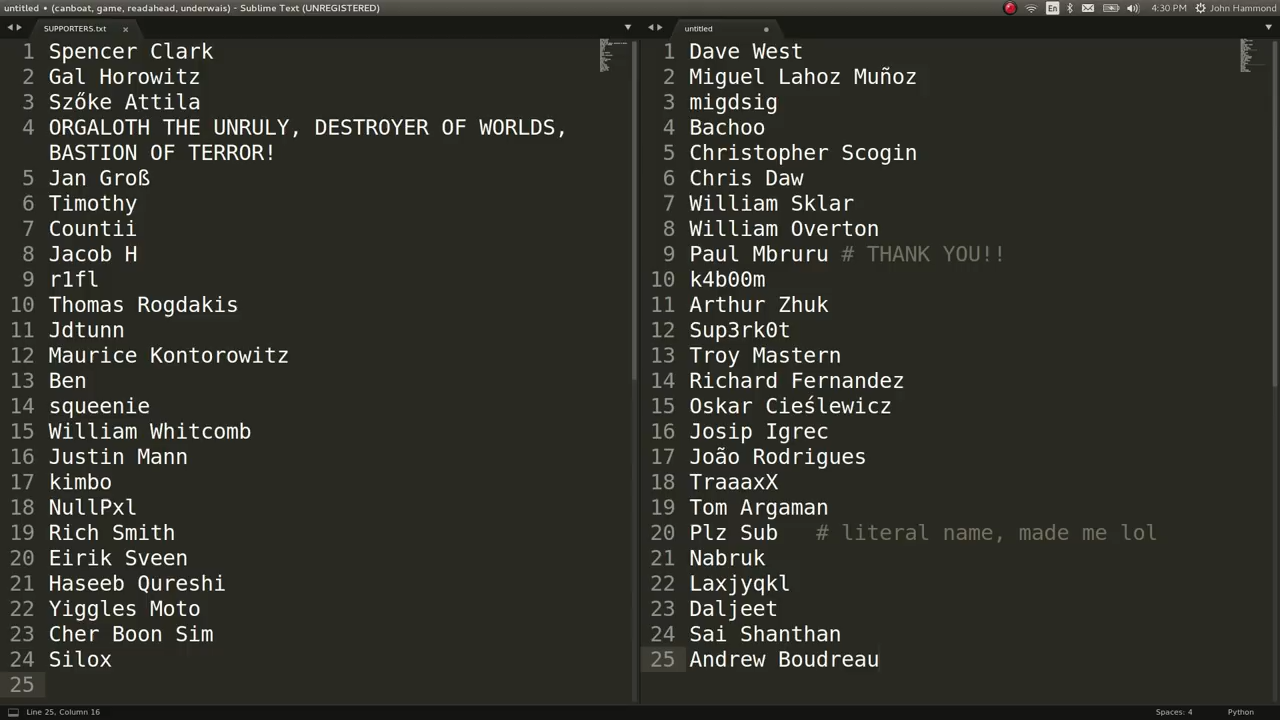 untitled • (canboat, game, readahead, underwais) - Sublime Text (UNREGISTERED)
En
4:30 PM
John Hammond
SUPPORTERS.txt ×
1 Spencer Clark
2 Gal Horowitz
3 Szőke Attila
4 ORGALOTH THE UNRULY, DESTROYER OF WORLDS,
BASTION OF TERROR!
5 Jan Groß
6 Timothy
7 Countii
8 Jacob H
9 r1fl
10 Thomas Rogdakis
11 Jdtunn
12 Maurice Kontorowitz
13 Ben
14 squeenie
15 William Whitcomb
16 Justin Mann
17 kimbo
18 NullPxl
19 Rich Smith
20 Eirik Sveen
21 Haseeb Qureshi
22 Yiggles Moto
23 Cher Boon Sim
24 Silox
25
untitled
1 Dave West
2 Miguel Lahoz Muñoz
3 migdsig
4 Bachoo
5 Christopher Scogin
6 Chris Daw
7 William Sklar
8 William Overton
9 Paul Mbruru # THANK YOU!!
10 k4b00m
11 Arthur Zhuk
12 Sup3rk0t
13 Troy Mastern
14 Richard Fernandez
15 Oskar Cieślewicz
16 Josip Igrec
17 João Rodrigues
18 TraaaxX
19 Tom Argaman
20 Plz Sub # literal name, made me lol
21 Nabruk
22 Laxjyqkl
23 Daljeet
24 Sai Shanthan
25 Andrew Boudreau
Line 25, Column 16
Spaces: 4
Python